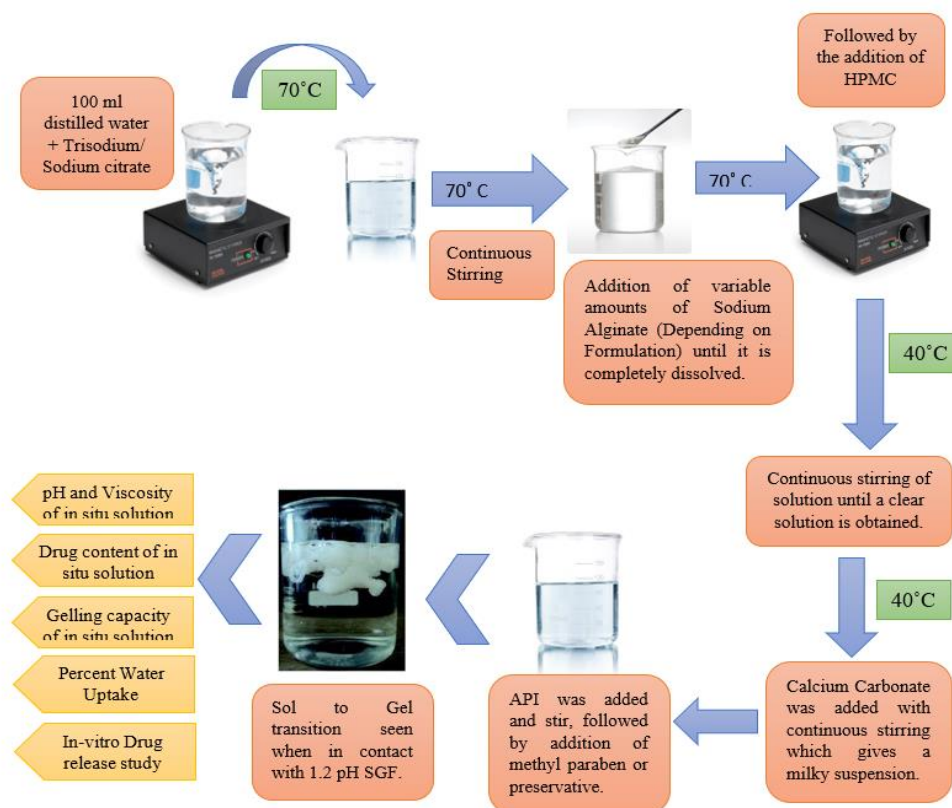 100 ml
distilled water
+ Trisodium/
Sodium citrate
70˚C
70˚ C
Continuous
Stirring
Addition of variable
amounts of Sodium
Alginate (Depending on
Formulation) until it is
completely dissolved.
70˚ C
Followed by
the addition of
HPMC
40˚C
Continuous stirring of
solution until a clear
solution is obtained.
40˚C
Calcium Carbonate
was added with
continuous stirring
which gives a
milky suspension.
API was added
and stir, followed
by addition of
methyl paraben or
preservative.
Sol to Gel
transition seen
when in contact
with 1.2 pH SGF.
pH and Viscosity
of in situ solution
Drug content of in
situ solution
Gelling capacity
of in situ solution
Percent Water
Uptake
In-vitro Drug
release study